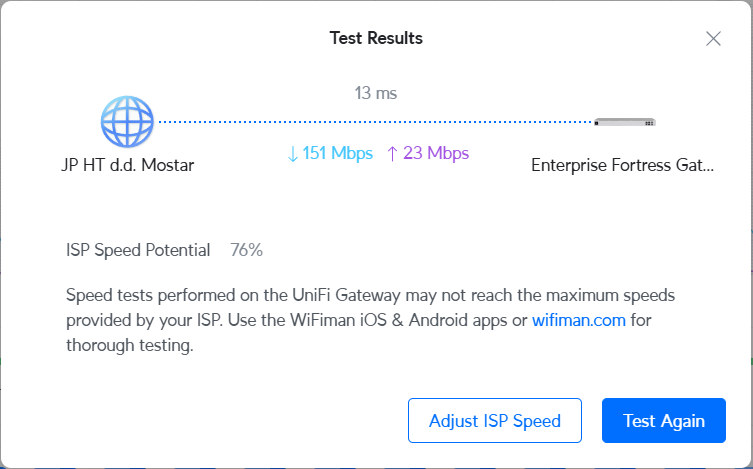 Test Results
13 ms
↓ 151 Mbps ↑ 23 Mbps
JP HT d.d. Mostar
Enterprise Fortress Gat...
ISP Speed Potential 76%
Speed tests performed on the UniFi Gateway may not reach the maximum speeds
provided by your ISP. Use the WiFiman iOS & Android apps or wifiman.com for
thorough testing.
Adjust ISP Speed
Test Again